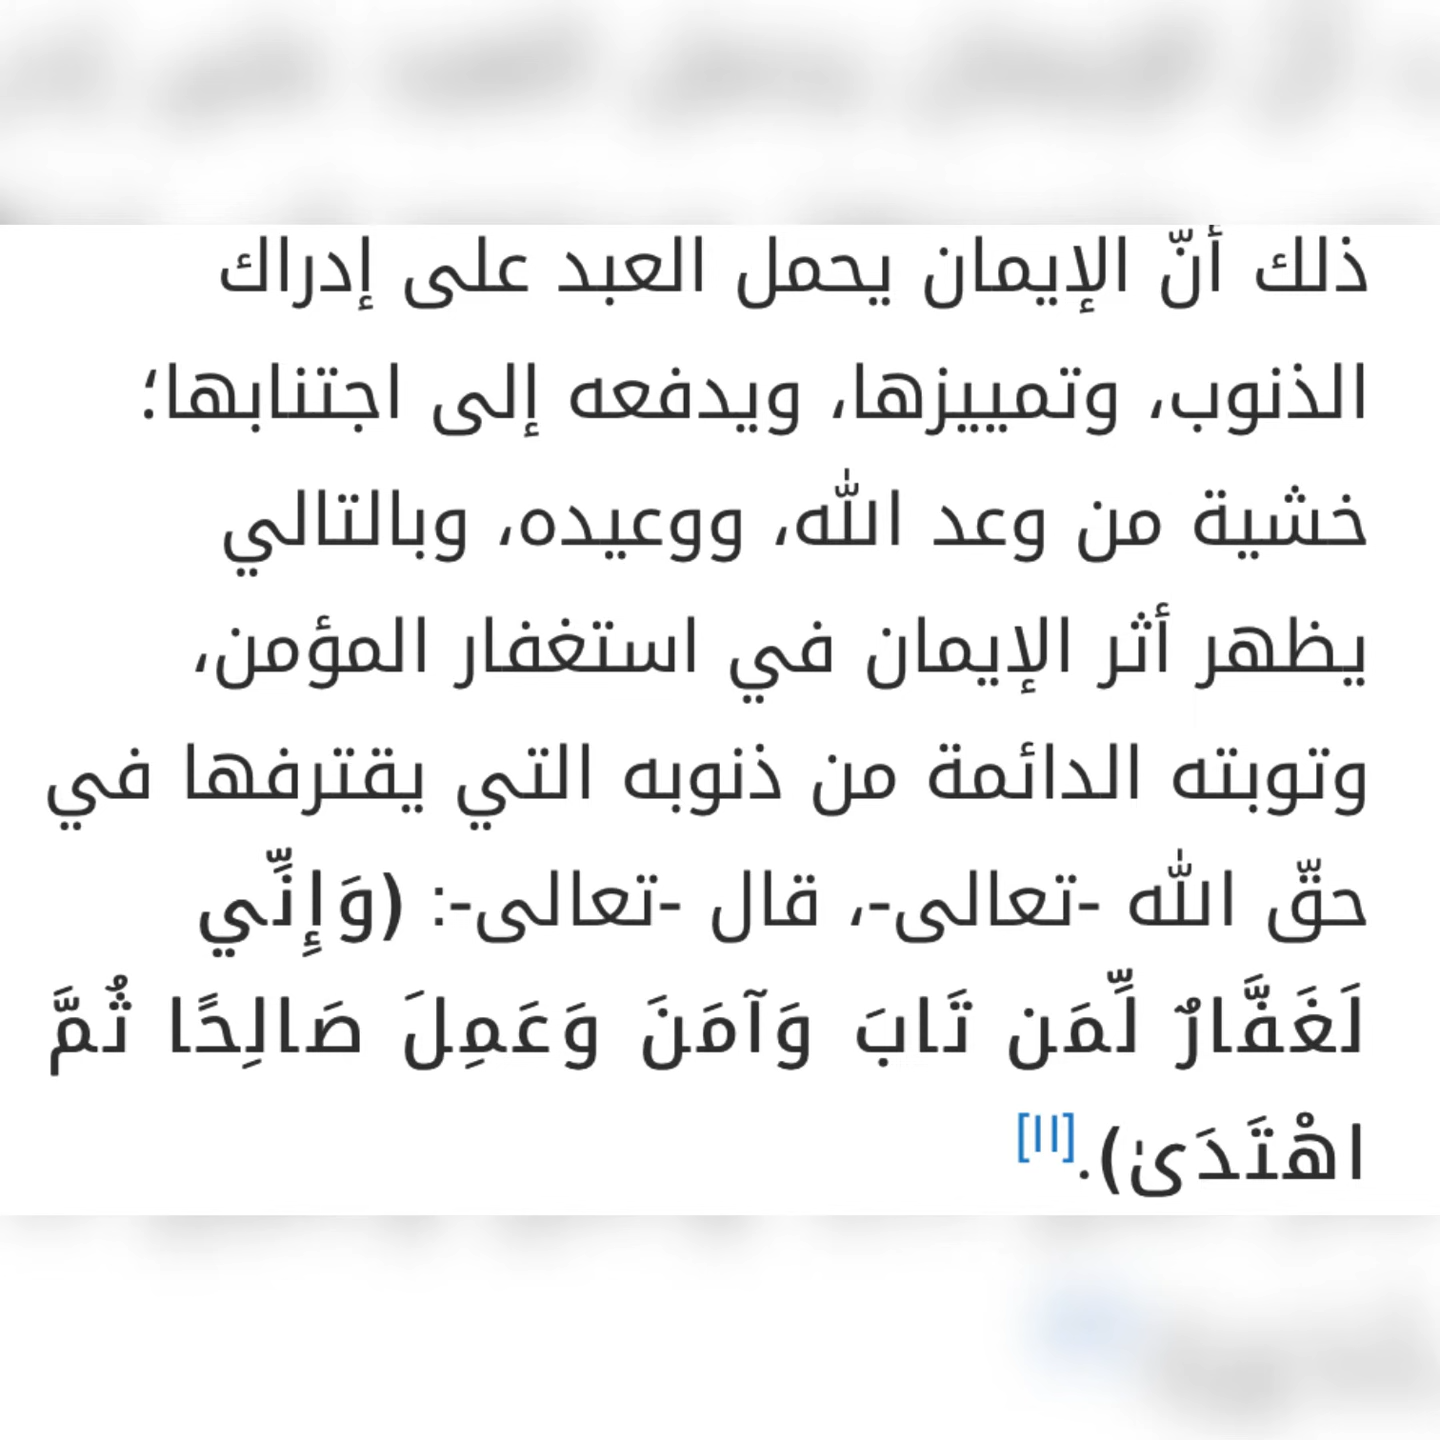 ذلك أنّ الإيمان يحمل العبد على إدراك
الذنوب، وتمييزها، ويدفعه إلى اجتنابها؛
خشية من وعد الله، ووعيده، وبالتالي
يظهر أثر الإيمان في استغفار المؤمن،
وتوبته الدائمة من ذنوبه التي يقترفها في
حقّ الله -تعالى-، قال -تعالى-: (وَإِنِّي
لَغَفَّارٌ لِّمَن تَابَ وَآمَنَ وَعَمِلَ صَالِحًا ثُمَّ
اهْتَدَىٰ).[١١]